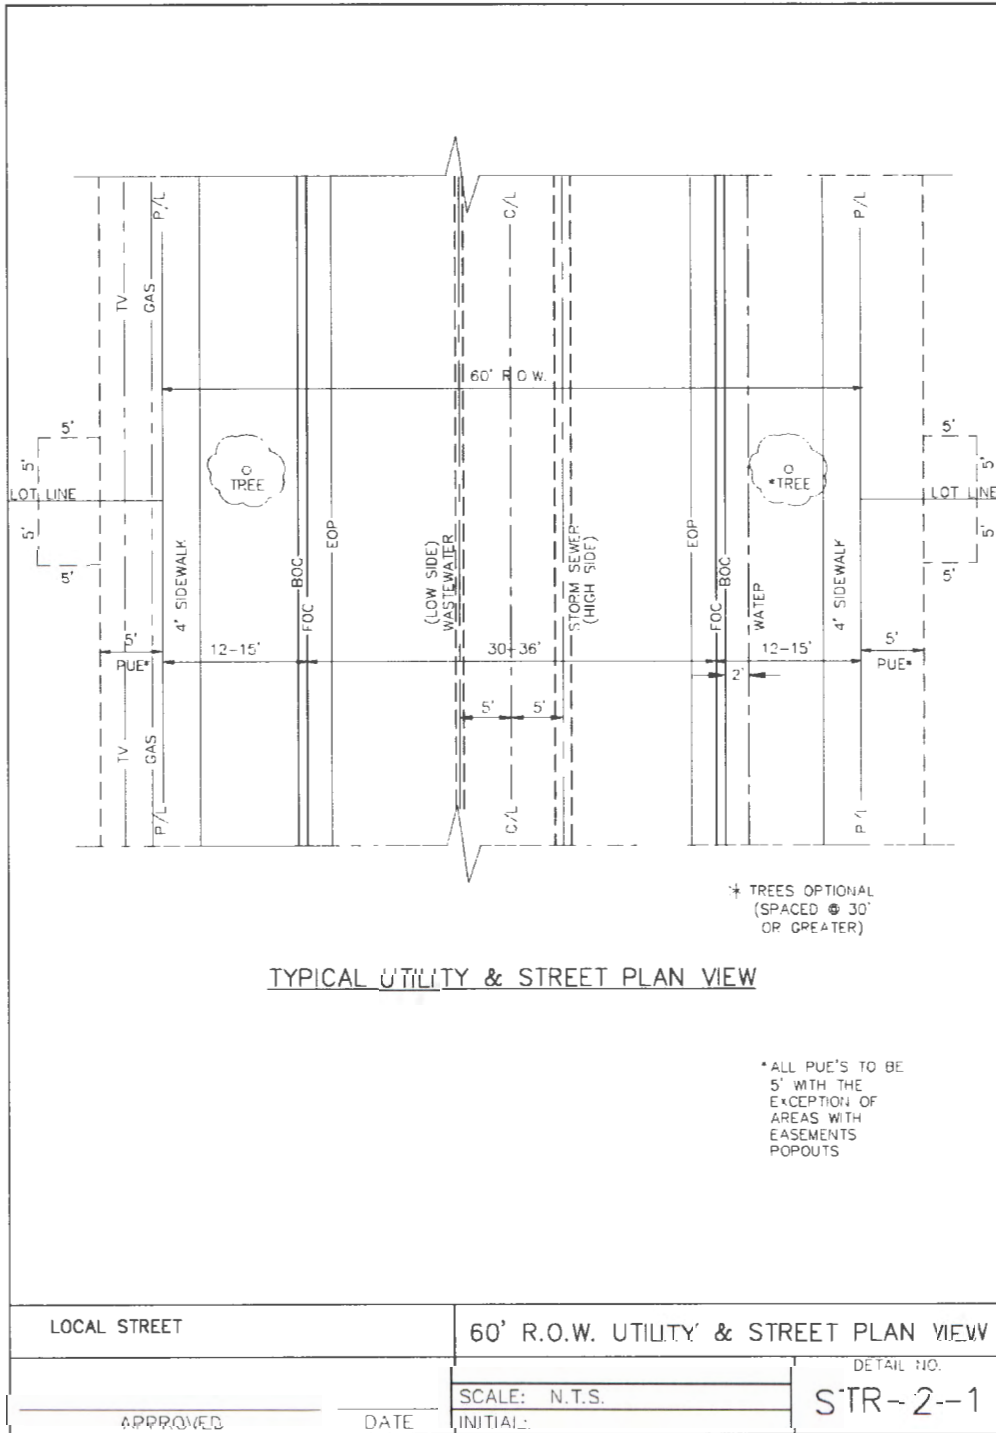 P/L
C/L
P/L
TV
GAS
60' R.O.W.
5'
5'
5'
5'
TREE
*TREE
LOT LINE
LOT LINE
5'
5'
5'
5'
4' SIDEWALK
BOC
FOC
EOP
(LOW SIDE)
WASTEWATER
STORM SEWER
(HIGH SIDE)
EOP
FOC
BOC
WATER
4' SIDEWALK
5'
PUE*
12-15'
30-36'
12-15'
5'
PUE*
2'
5'
5'
TV
GAS
P/L
C/L
P/L
* TREES OPTIONAL
(SPACED @ 30'
OR GREATER)
TYPICAL UTILITY & STREET PLAN VIEW
*ALL PUE'S TO BE
5' WITH THE
EXCEPTION OF
AREAS WITH
EASEMENTS
POPOUTS
LOCAL STREET
60' R.O.W. UTILITY & STREET PLAN VIEW
DETAIL NO.
STR-2-1
SCALE: N.T.S.
APPROVED
DATE
INITIAL: